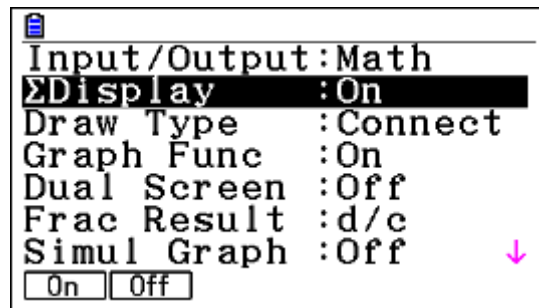 Input/Output:Math
ΣDisplay :On
Draw Type :Connect
Graph Func :On
Dual Screen :Off
Frac Result :d/c
Simul Graph :Off ↓
On Off